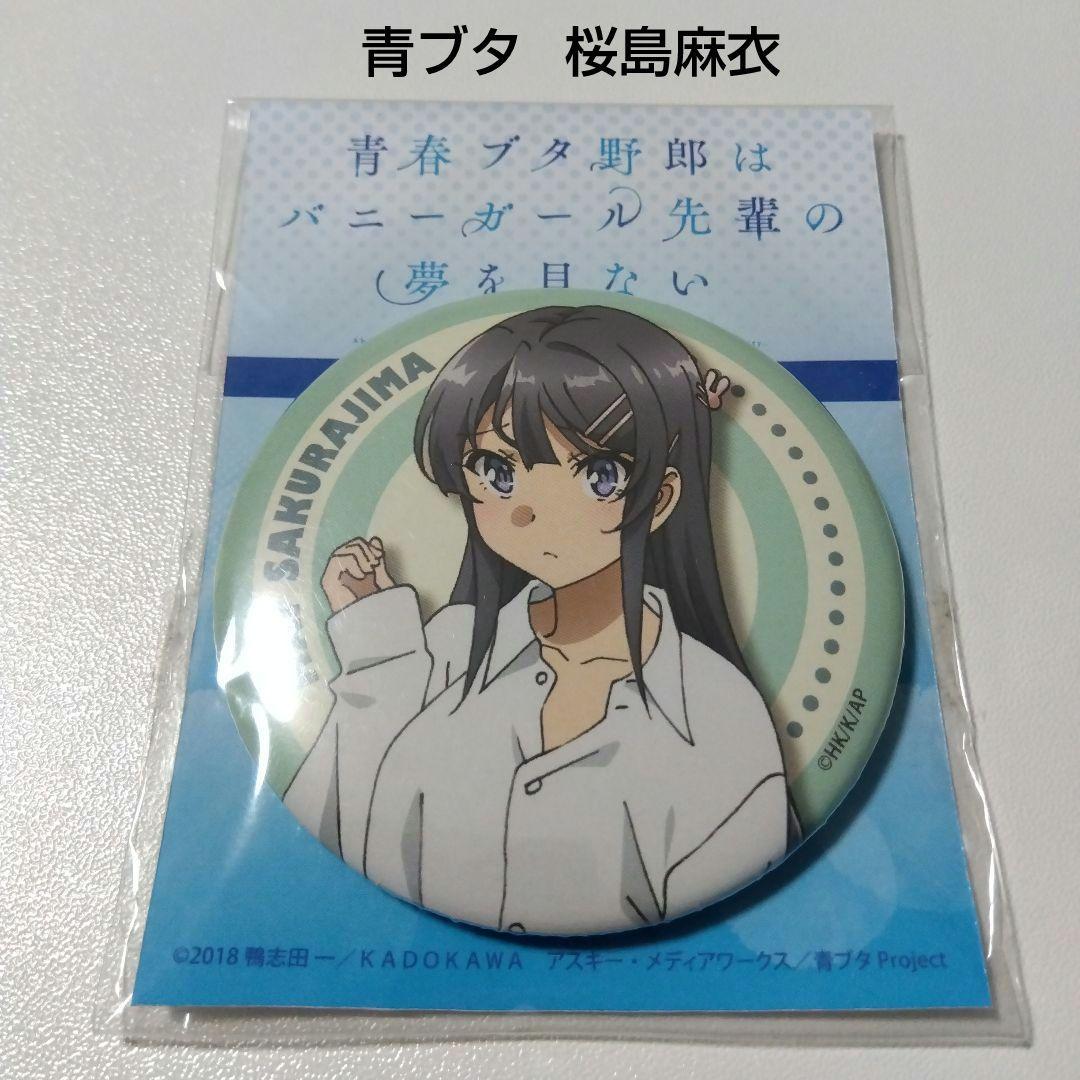 青ブタ 桜島麻衣
青春ブタ野郎は
バニーガール先輩の
夢を見ない
SAKURAJIMA
©HK/K/AP
©2018 鴨志田 一／KADOKAWA アスキー・メディアワークス／青ブタ Project